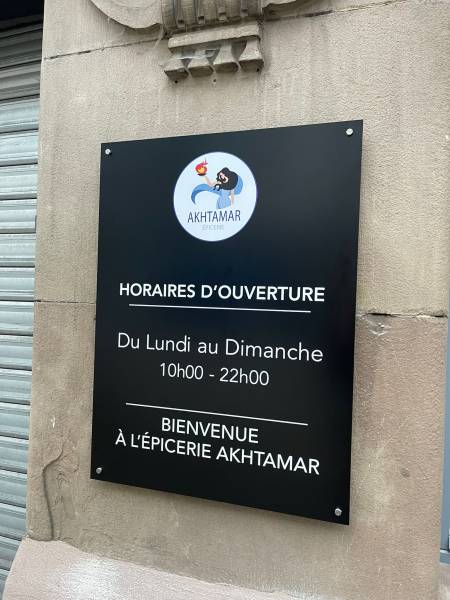 AKHTAMAR
ÉPICERIE
HORAIRES D'OUVERTURE
Du Lundi au Dimanche
10h00 - 22h00
BIENVENUE
À L'ÉPICERIE AKHTAMAR